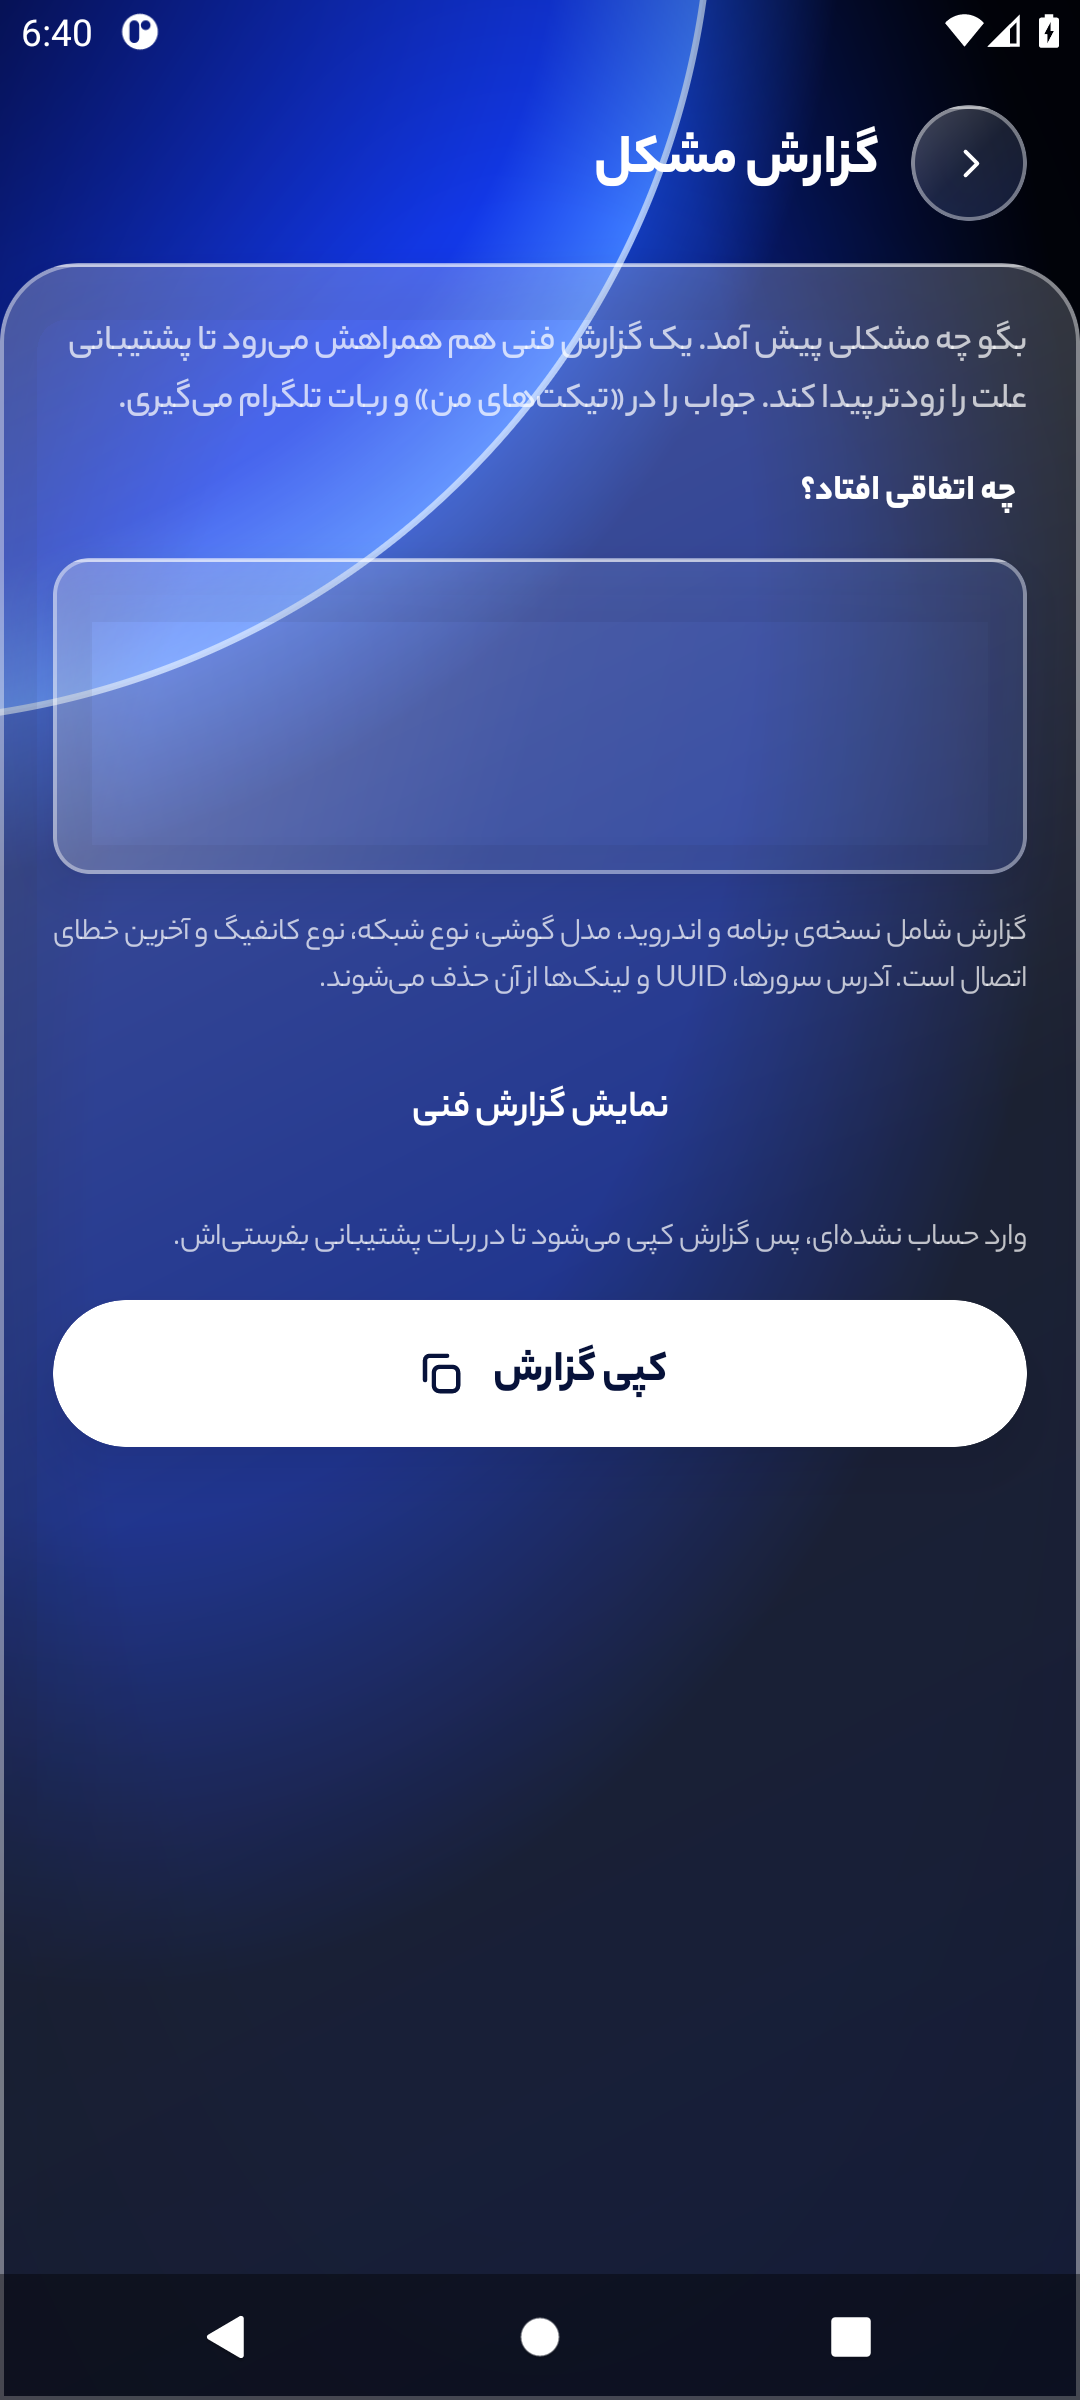 6:40
گزارش مشکل
بگو چه مشکلی پیش آمد. یک گزارش فنی هم همراهش می‌رود تا پشتیبانی
علت را زودتر پیدا کند. جواب را در «تیکت‌های من» و ربات تلگرام می‌گیری.
چه اتفاقی افتاد؟
گزارش شامل نسخه‌ی برنامه و اندروید، مدل گوشی، نوع شبکه، نوع کانفیگ و آخرین خطای
اتصال است. آدرس سرورها، UUID و لینک‌ها از آن حذف می‌شوند.
نمایش گزارش فنی
وارد حساب نشده‌ای، پس گزارش کپی می‌شود تا در ربات پشتیبانی بفرستی‌اش.
کپی گزارش